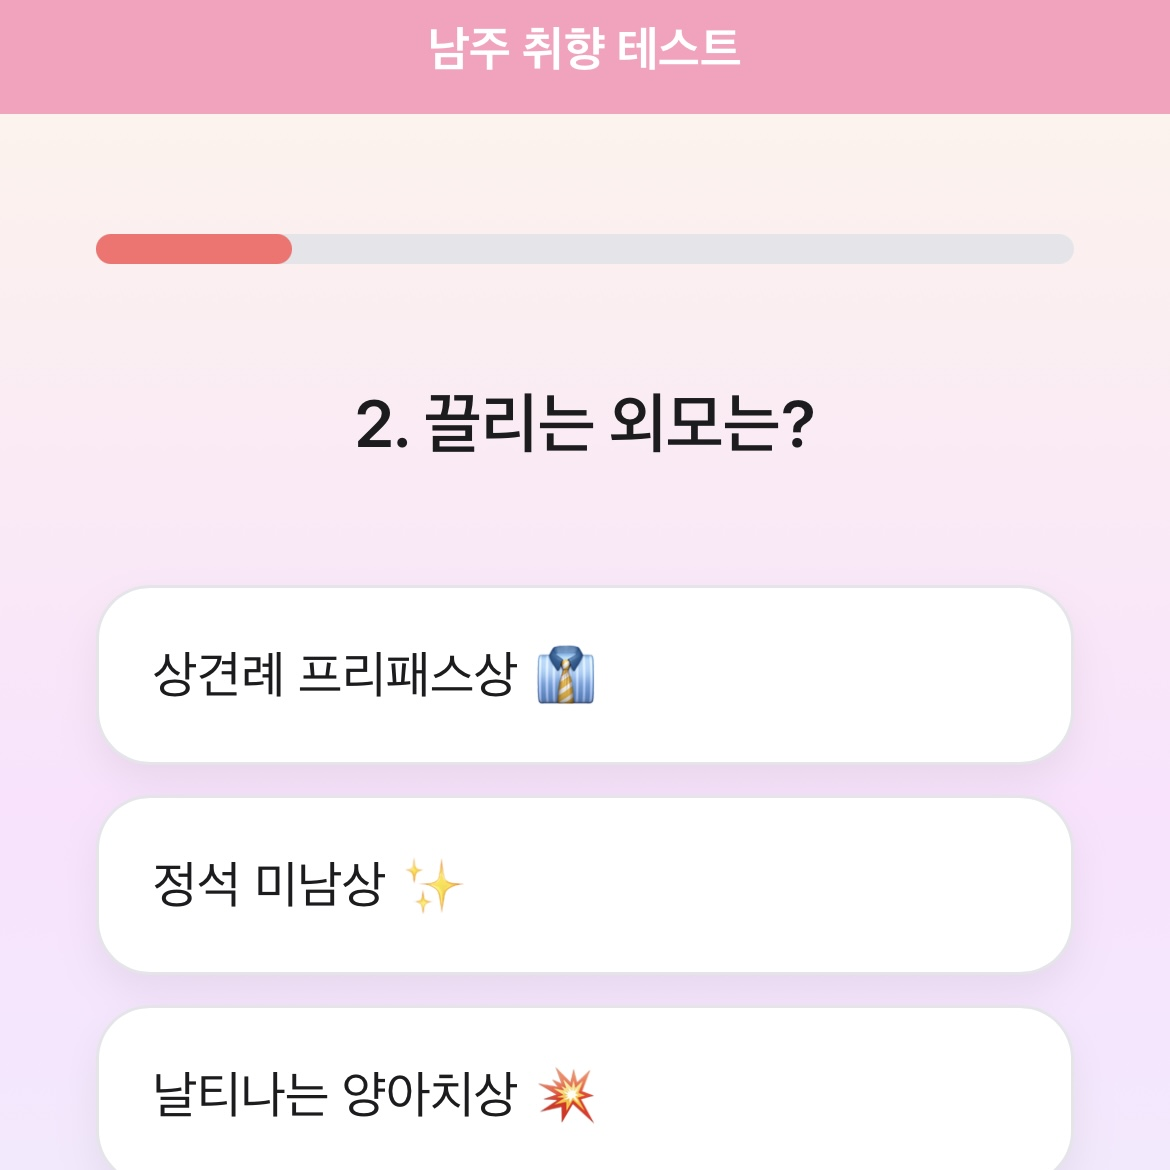 남주 취향 테스트
2. 끌리는 외모는?
상견례 프리패스상 👔
정석 미남상 ✨
날티나는 양아치상 💥